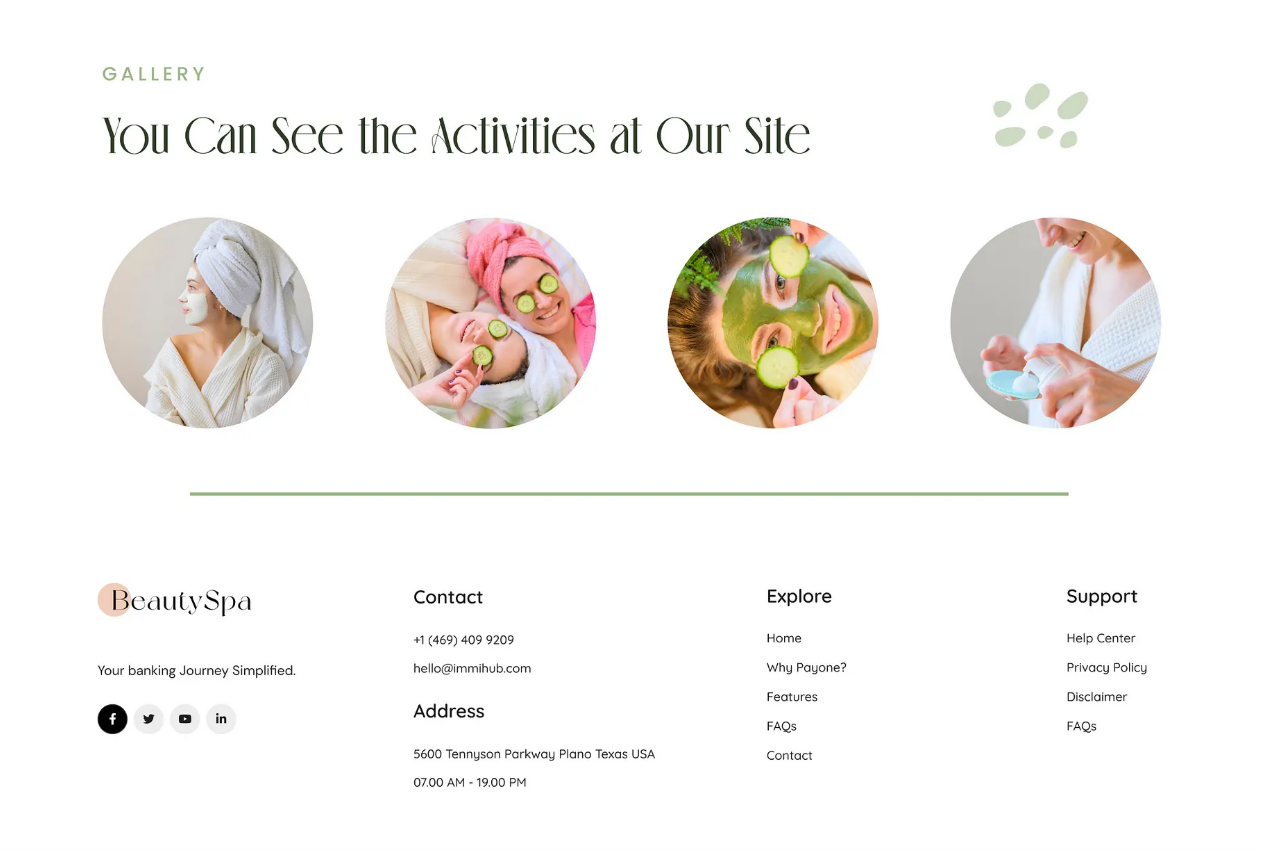 GALLERY
You Can See the Activities at Our Site
BeautySpa
Your banking Journey Simplified.
Contact
+1 (469) 409 9209
hello@immihub.com
Address
5600 Tennyson Parkway Plano Texas USA
07.00 AM - 19.00 PM
Explore
Home
Why Payone?
Features
FAQs
Contact
Support
Help Center
Privacy Policy
Disclaimer
FAQs